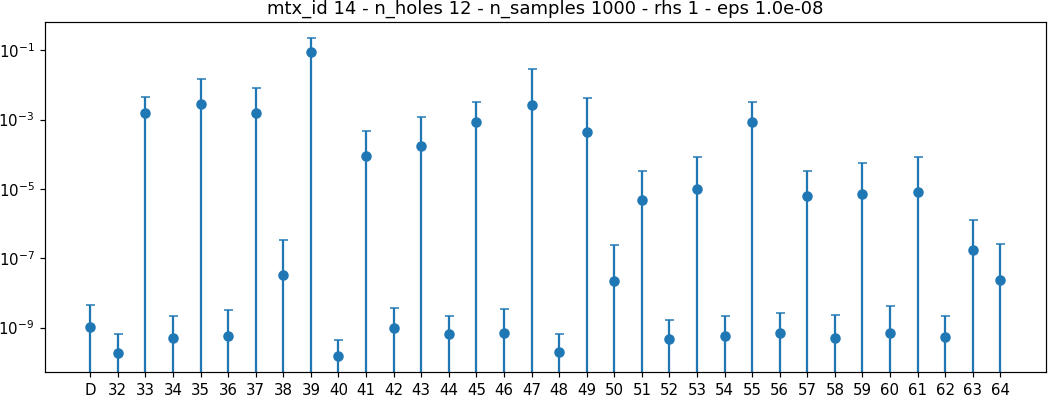 mtx_id 14 - n_holes 12 - n_samples 1000 - rhs 1 - eps 1.0e-08
10⁻¹
10⁻³
10⁻⁵
10⁻⁷
10⁻⁹
D 32 33 34 35 36 37 38 39 40 41 42 43 44 45 46 47 48 49 50 51 52 53 54 55 56 57 58 59 60 61 62 63 64